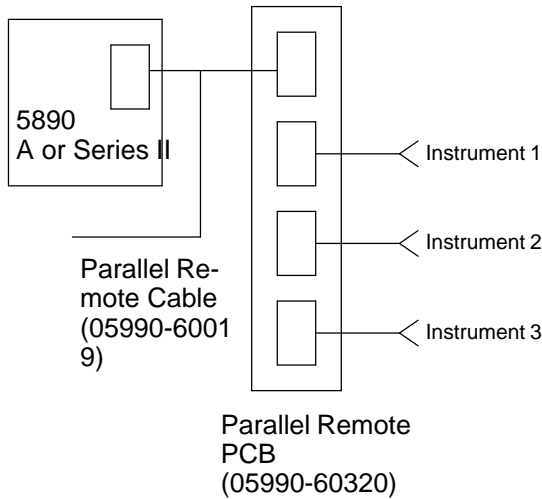 5890
A or Series II
Instrument 1
Instrument 2
Parallel Re-
mote Cable
(05990-6001
9)
Instrument 3
Parallel Remote
PCB
(05990-60320)